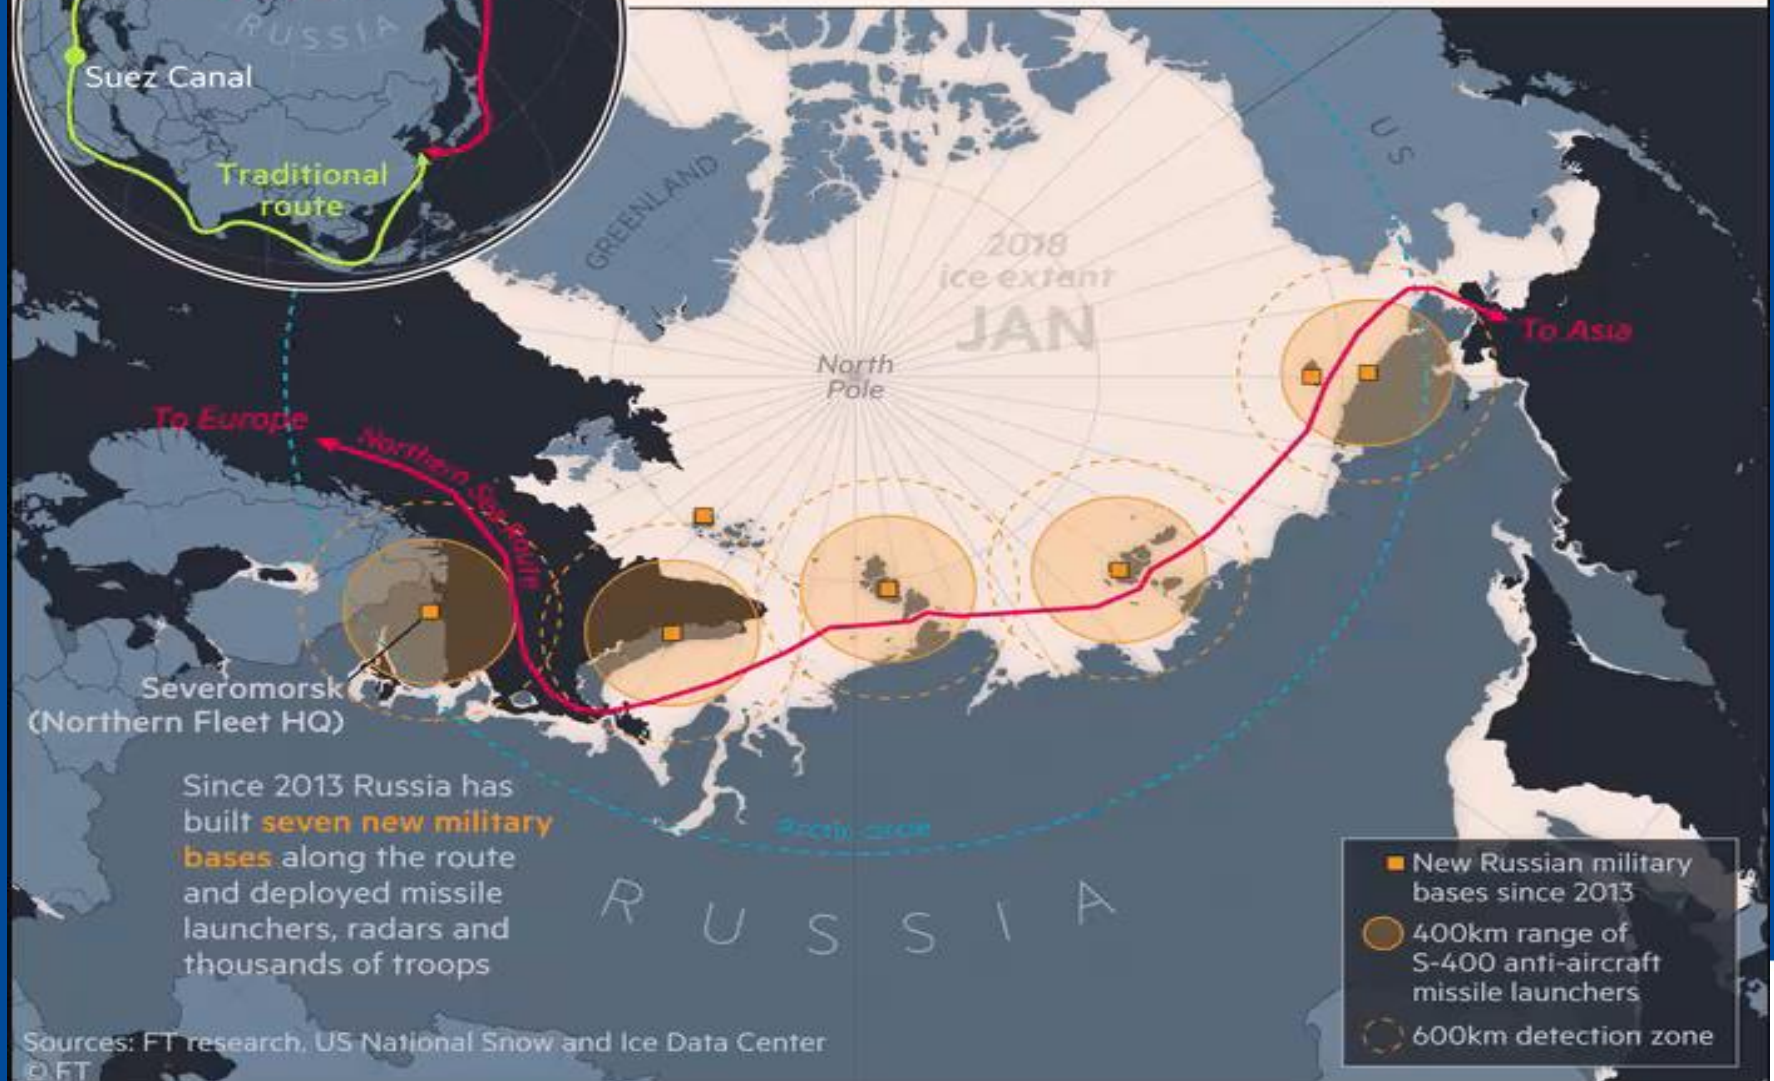 RUSSIA
Suez Canal
Traditional
route
GREENLAND
US
2018
ice extent
JAN
North
Pole
To Asia
To Europe
Northern Sea Route
Severomorsk
(Northern Fleet HQ)
Since 2013 Russia has
built seven new military
bases along the route
and deployed missile
launchers, radars and
thousands of troops
Arctic circle
RUSSIA
New Russian military
bases since 2013
400km range of
S-400 anti-aircraft
missile launchers
600km detection zone
Sources: FT research, US National Snow and Ice Data Center
© FT